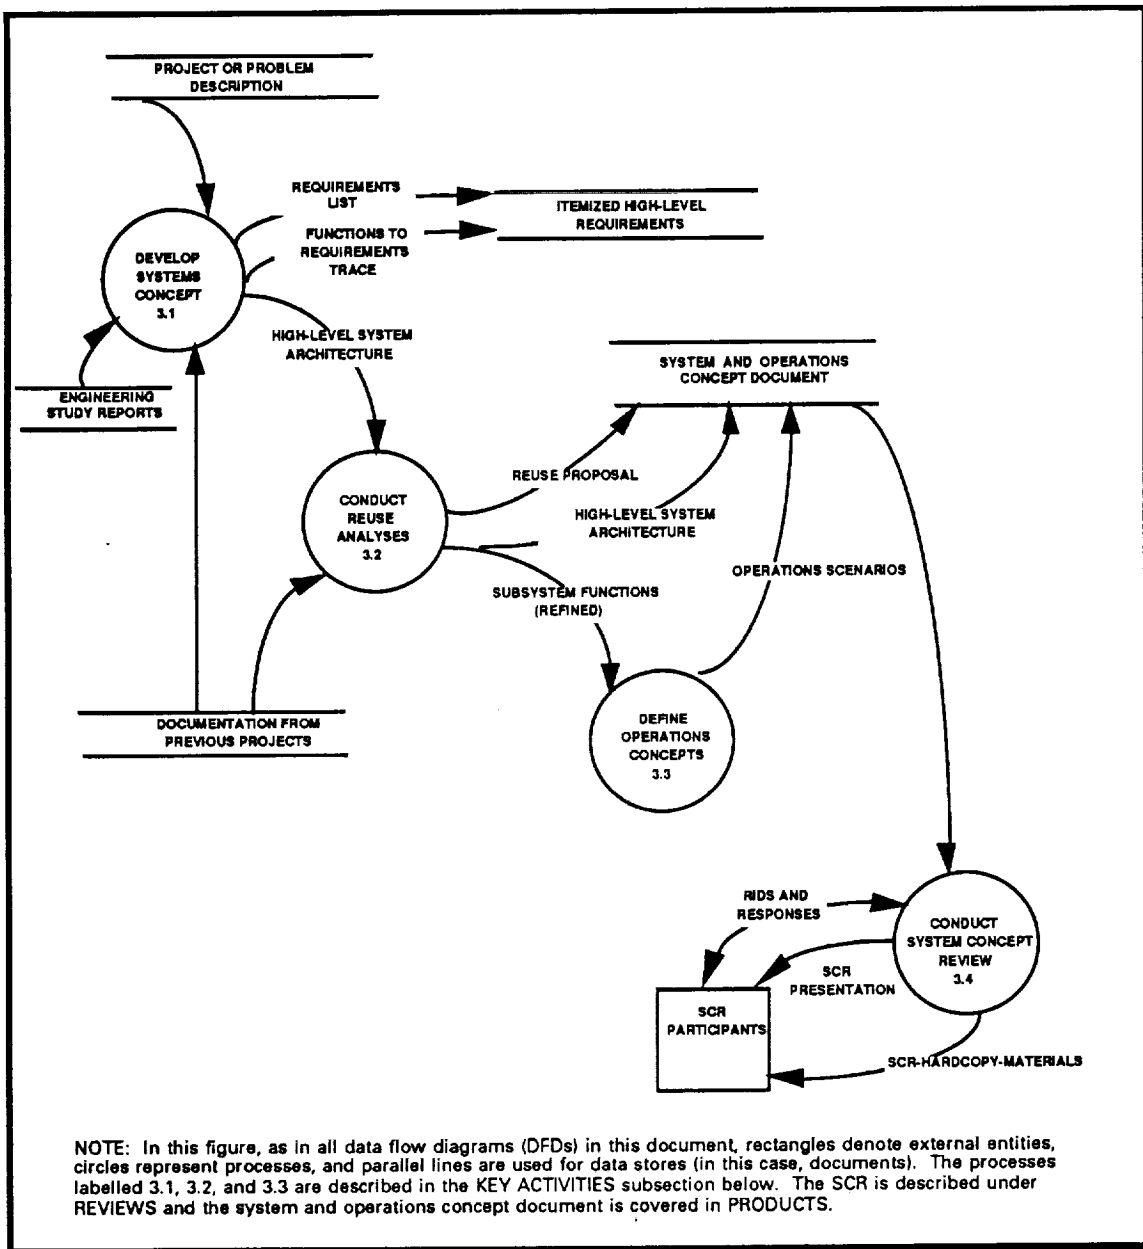 PROJECT OR PROBLEM
DESCRIPTION
REQUIREMENTS
LIST
ITEMIZED HIGH-LEVEL
REQUIREMENTS
FUNCTIONS TO
REQUIREMENTS
TRACE
DEVELOP
SYSTEMS
CONCEPT
3.1
HIGH-LEVEL SYSTEM
ARCHITECTURE
ENGINEERING
STUDY REPORTS
SYSTEM AND OPERATIONS
CONCEPT DOCUMENT
REUSE PROPOSAL
CONDUCT
REUSE
ANALYSES
3.2
HIGH-LEVEL SYSTEM
ARCHITECTURE
OPERATIONS SCENARIOS
SUBSYSTEM FUNCTIONS
(REFINED)
DOCUMENTATION FROM
PREVIOUS PROJECTS
DEFINE
OPERATIONS
CONCEPTS
3.3
RIDS AND
RESPONSES
CONDUCT
SYSTEM CONCEPT
REVIEW
3.4
SCR
PRESENTATION
SCR
PARTICIPANTS
SCR-HARDCOPY-MATERIALS
NOTE: In this figure, as in all data flow diagrams (DFDs) in this document, rectangles denote external entities,
circles represent processes, and parallel lines are used for data stores (in this case, documents). The processes
labelled 3.1, 3.2, and 3.3 are described in the KEY ACTIVITIES subsection below. The SCR is described under
REVIEWS and the system and operations concept document is covered in PRODUCTS.